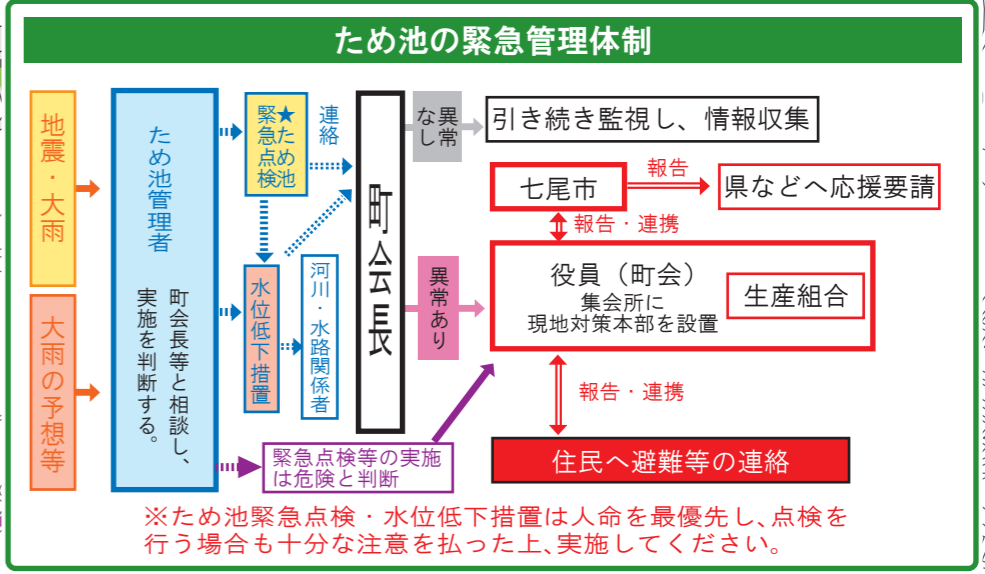 ため池の緊急管理体制
地震・大雨
大雨の予想等
ため池管理者
町会長等と相談し、
実施を判断する。
★ため池
緊急点検
連絡
水位低下措置
河川・水路関係者
緊急点検等の実施
は危険と判断
町会長
異常
なし
引き続き監視し、情報収集
異常あり
七尾市
報告
県などへ応援要請
報告・連携
役員（町会）
集会所に
現地対策本部を設置
生産組合
報告・連携
住民へ避難等の連絡
※ため池緊急点検・水位低下措置は人命を最優先し、点検を
行う場合も十分な注意を払った上、実施してください。